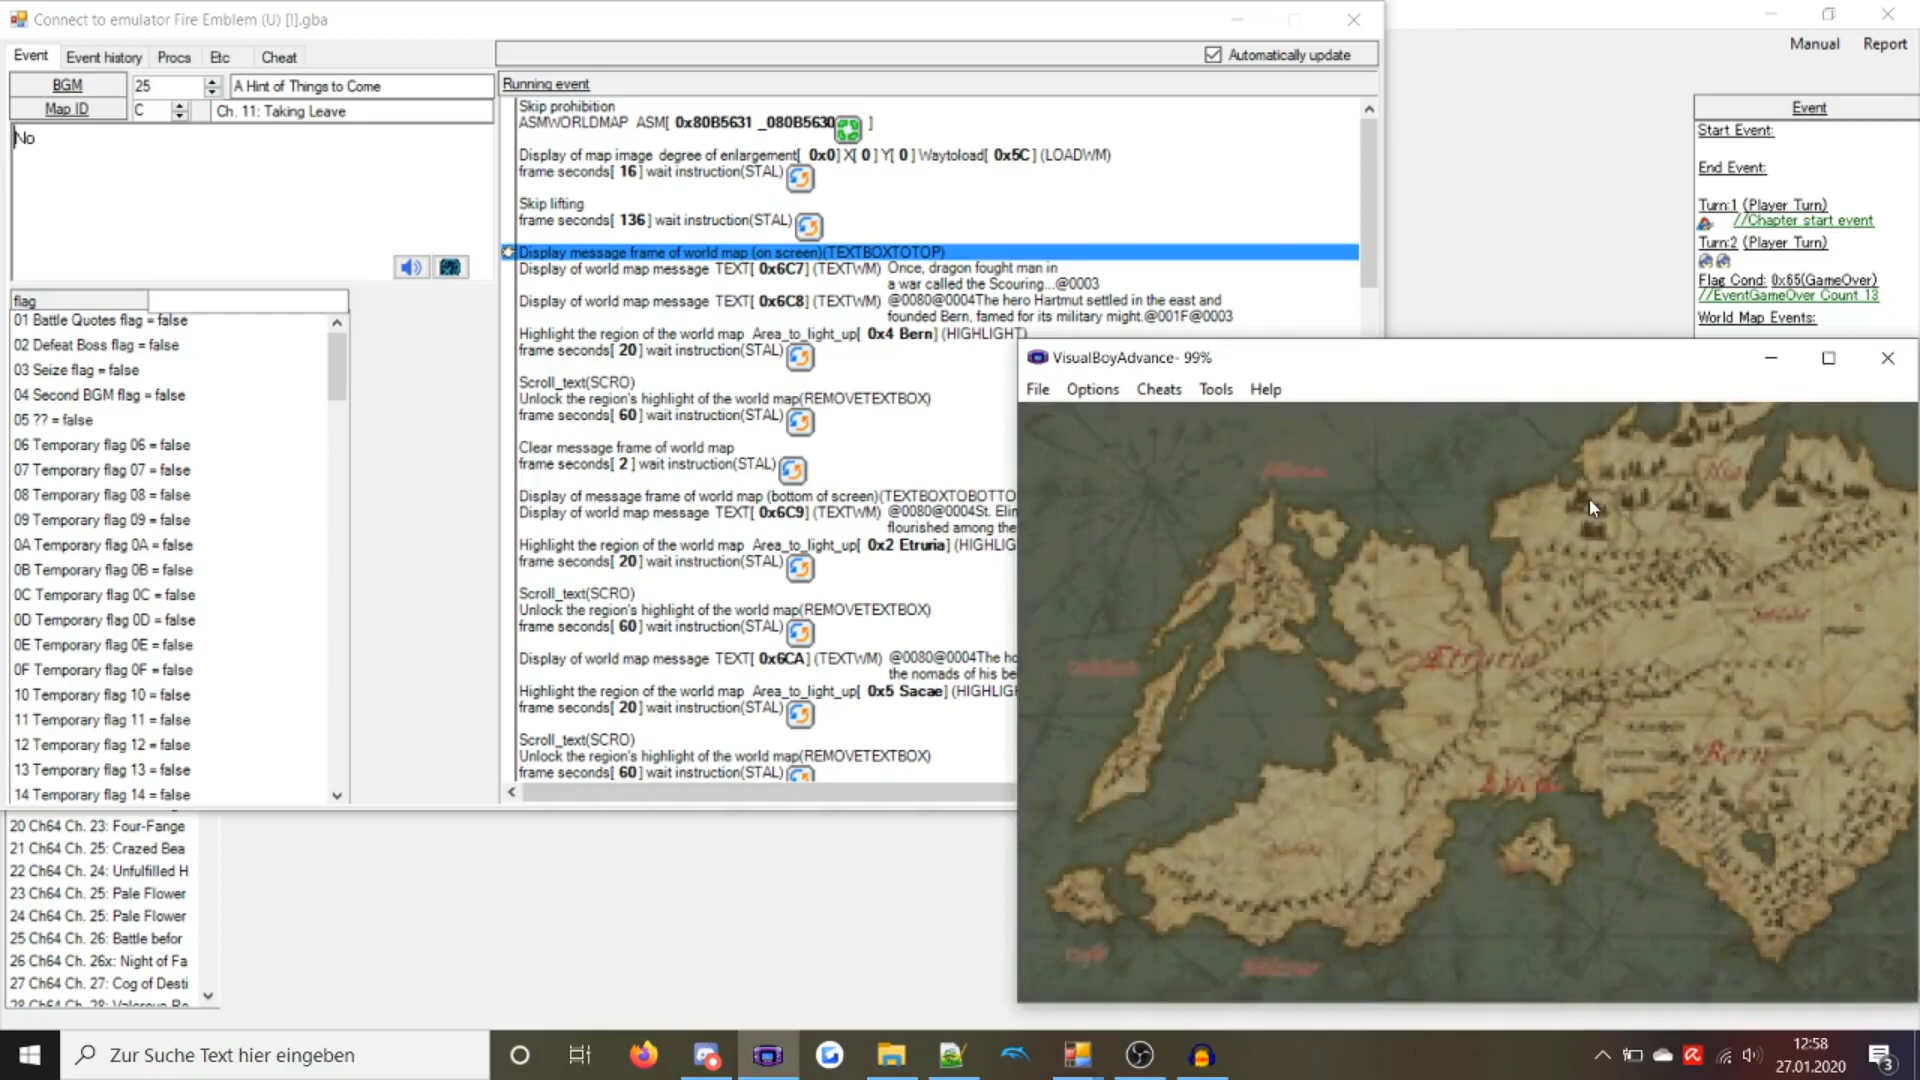 Connect to emulator Fire Emblem (U) [!].gba
Manual
Report
Event
Event history
Procs
Etc
Cheat
Automatically update
BGM
25
A Hint of Things to Come
Map ID
C
Ch. 11: Taking Leave
No
flag
01 Battle Quotes flag = false
02 Defeat Boss flag = false
03 Seize flag = false
04 Second BGM flag = false
05 ?? = false
06 Temporary flag 06 = false
07 Temporary flag 07 = false
08 Temporary flag 08 = false
09 Temporary flag 09 = false
0A Temporary flag 0A = false
0B Temporary flag 0B = false
0C Temporary flag 0C = false
0D Temporary flag 0D = false
0E Temporary flag 0E = false
0F Temporary flag 0F = false
10 Temporary flag 10 = false
11 Temporary flag 11 = false
12 Temporary flag 12 = false
13 Temporary flag 13 = false
14 Temporary flag 14 = false
20 Ch64 Ch. 23: Four-Fange
21 Ch64 Ch. 25: Crazed Bea
22 Ch64 Ch. 24: Unfulfilled H
23 Ch64 Ch. 25: Pale Flower
24 Ch64 Ch. 25: Pale Flower
25 Ch64 Ch. 26: Battle befor
26 Ch64 Ch. 26x: Night of Fa
27 Ch64 Ch. 27: Cog of Desti
Running event
Skip prohibition
ASMWORLDMAP ASM[ 0x80B5631 _080B5630 ]
Display of map image degree of enlargement[ 0x0] X[ 0 ] Y[ 0 ] Waytoload[ 0x5C] (LOADWM)
frame seconds[ 16 ] wait instruction(STAL)
Skip lifting
frame seconds[ 136 ] wait instruction(STAL)
Display message frame of world map (on screen)(TEXTBOXTOTOP)
Display of world map message TEXT[ 0x6C7] (TEXTWM) Once, dragon fought man in
a war called the Scouring...@0003
Display of world map message TEXT[ 0x6C8] (TEXTWM) @0080@0004The hero Hartmut settled in the east and
founded Bern, famed for its military might.@001F@0003
Highlight the region of the world map Area_to_light_up[ 0x4 Bern] (HIGHLIGHT)
frame seconds[ 20 ] wait instruction(STAL)
Scroll_text(SCRO)
Unlock the region's highlight of the world map(REMOVETEXTBOX)
frame seconds[ 60 ] wait instruction(STAL)
Clear message frame of world map
frame seconds[ 2 ] wait instruction(STAL)
Display of message frame of world map (bottom of screen)(TEXTBOXTOBOTTO
Display of world map message TEXT[ 0x6C9] (TEXTWM) @0080@0004St. Elin
flourished among the
Highlight the region of the world map Area_to_light_up[ 0x2 Etruria] (HIGHLIG
frame seconds[ 20 ] wait instruction(STAL)
Scroll_text(SCRO)
Unlock the region's highlight of the world map(REMOVETEXTBOX)
frame seconds[ 60 ] wait instruction(STAL)
Display of world map message TEXT[ 0x6CA] (TEXTWM) @0080@0004The ho
the nomads of his be
Highlight the region of the world map Area_to_light_up[ 0x5 Sacae] (HIGHLIGH
frame seconds[ 20 ] wait instruction(STAL)
Scroll_text(SCRO)
Unlock the region's highlight of the world map(REMOVETEXTBOX)
frame seconds[ 60 ] wait instruction(STAL)
Event
Start Event:
End Event:
Turn:1 (Player Turn)
//Chapter start event
Turn:2 (Player Turn)
Flag Cond: 0x65(GameOver)
//EventGameOver Count 13
World Map Events:
VisualBoyAdvance- 99%
File
Options
Cheats
Tools
Help
Etruria
Bern
Zur Suche Text hier eingeben
12:58
27.01.2020
3